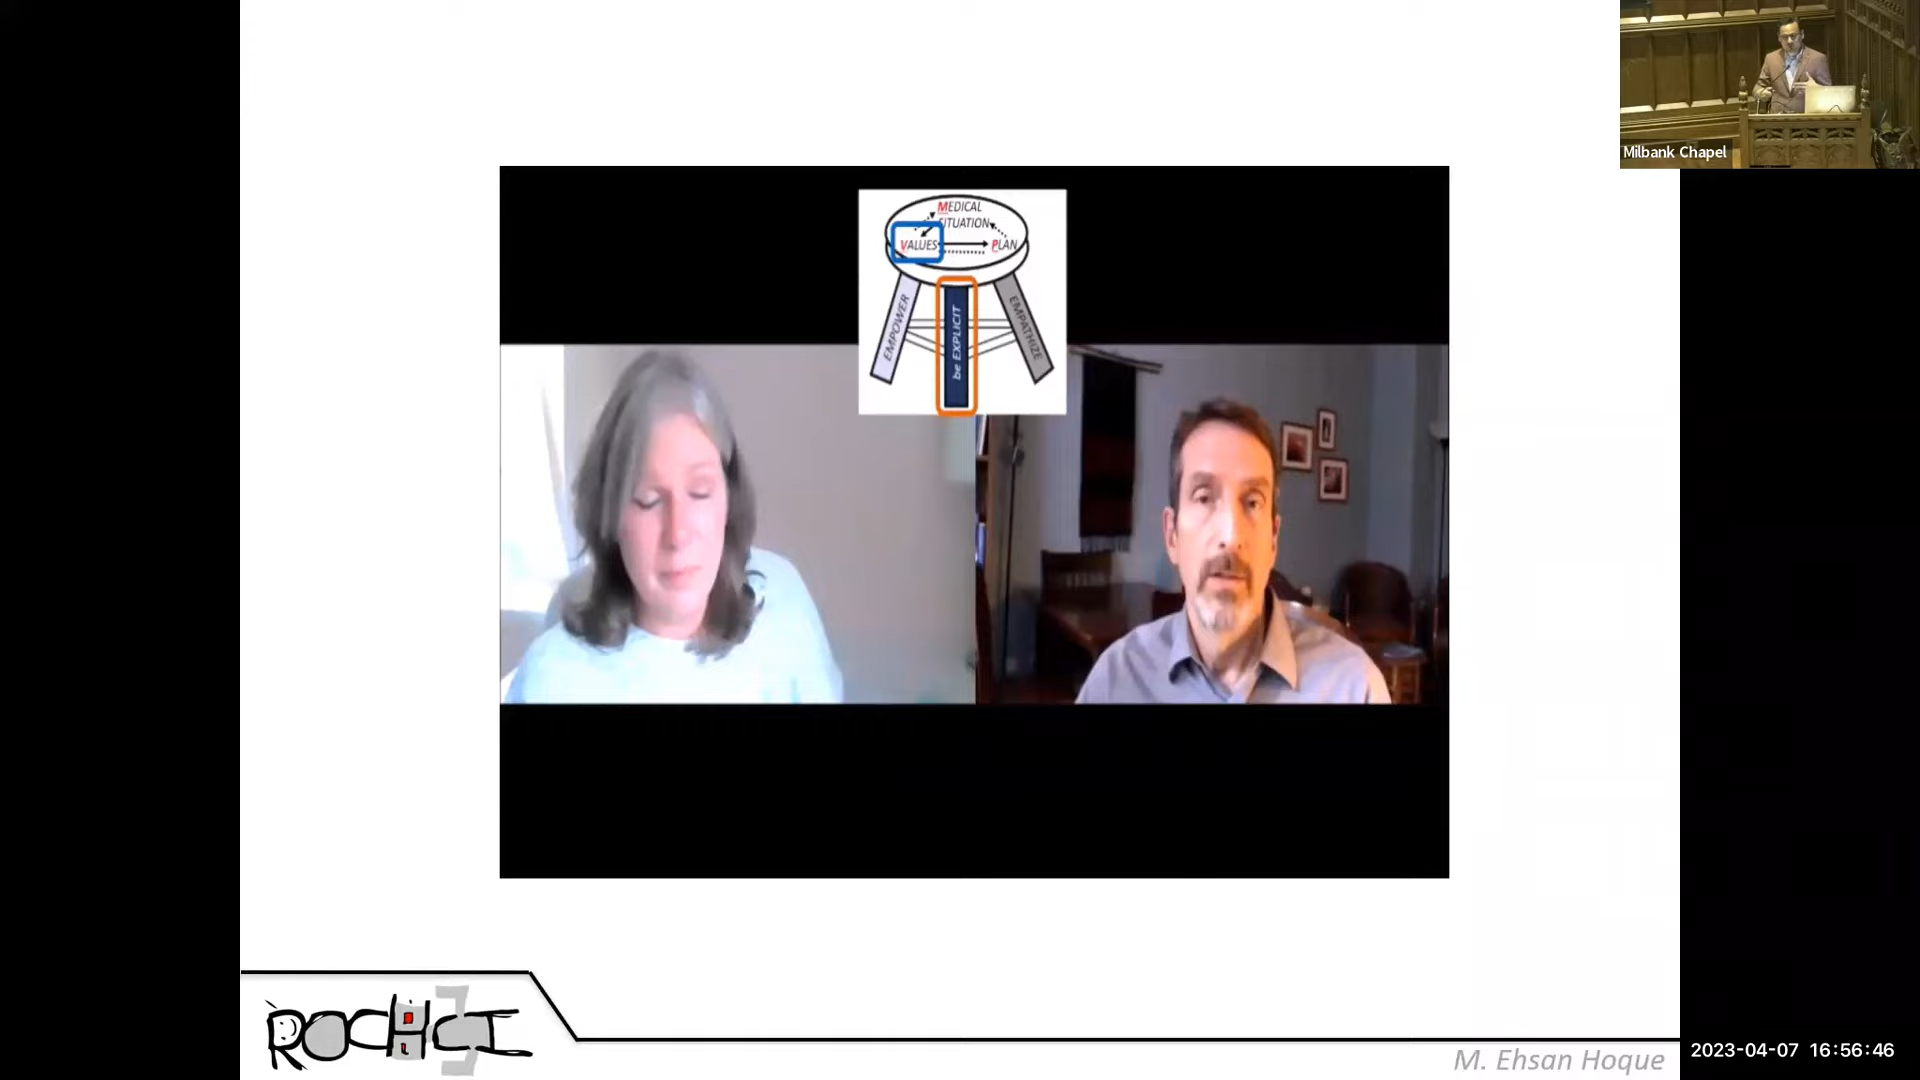 Milbank Chapel
MEDICAL
SITUATION
VALUES
PLAN
EMPOWER
be EXPLICIT
EMPATHIZE
ROCHCI
M. Ehsan Hoque
2023-04-07 16:56:46